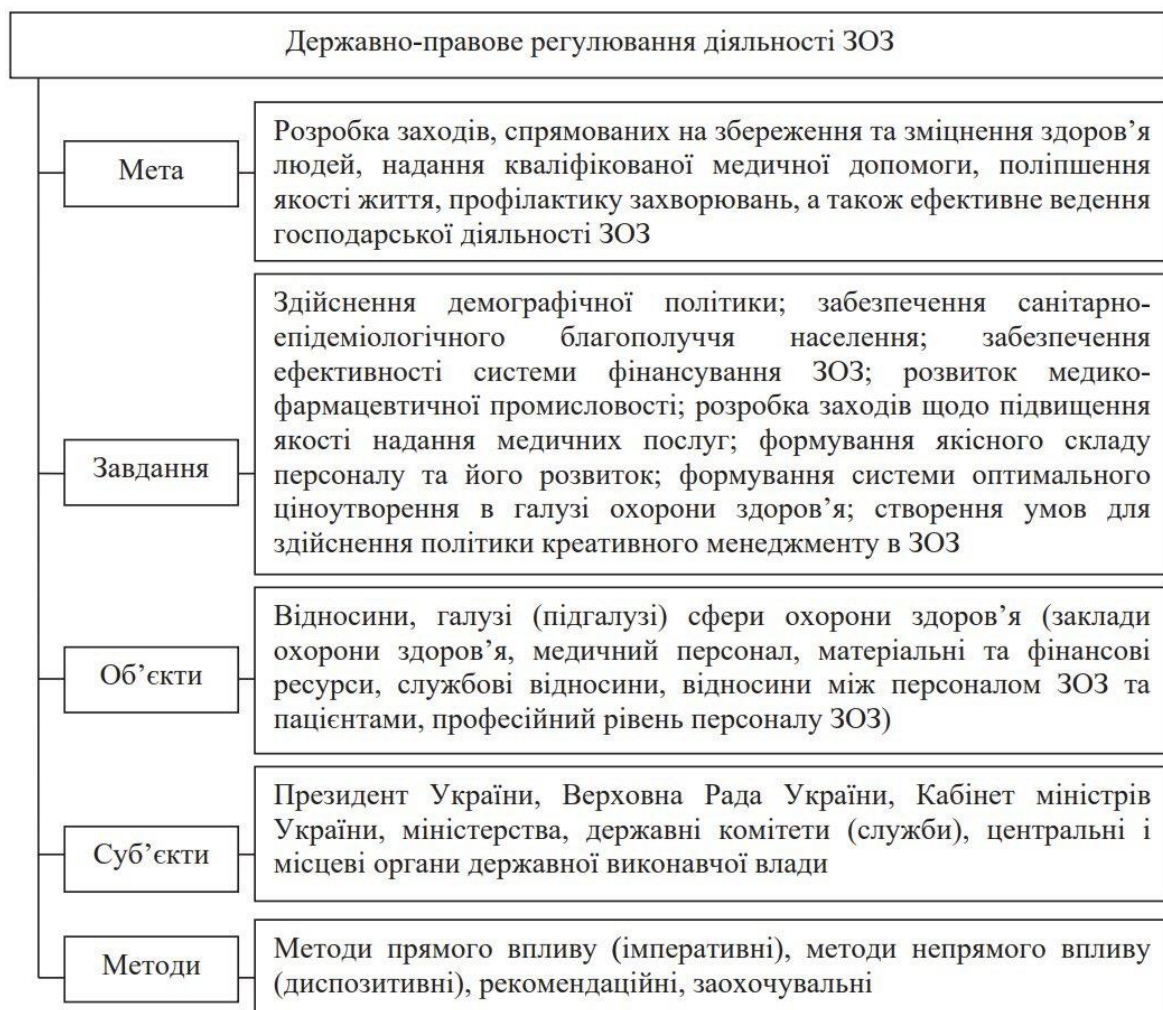 Державно-правове регулювання діяльності ЗОЗ
Мета
Розробка заходів, спрямованих на збереження та зміцнення здоров’я
людей, надання кваліфікованої медичної допомоги, поліпшення
якості життя, профілактику захворювань, а також ефективне ведення
господарської діяльності ЗОЗ
Завдання
Здійснення демографічної політики; забезпечення санітарно-
епідеміологічного благополуччя населення; забезпечення
ефективності системи фінансування ЗОЗ; розвиток медико-
фармацевтичної промисловості; розробка заходів щодо підвищення
якості надання медичних послуг; формування якісного складу
персоналу та його розвиток; формування системи оптимального
ціноутворення в галузі охорони здоров’я; створення умов для
здійснення політики креативного менеджменту в ЗОЗ
Об’єкти
Відносини, галузі (підгалузі) сфери охорони здоров’я (заклади
охорони здоров’я, медичний персонал, матеріальні та фінансові
ресурси, службові відносини, відносини між персоналом ЗОЗ та
пацієнтами, професійний рівень персоналу ЗОЗ)
Суб’єкти
Президент України, Верховна Рада України, Кабінет міністрів
України, міністерства, державні комітети (служби), центральні і
місцеві органи державної виконавчої влади
Методи
Методи прямого впливу (імперативні), методи непрямого впливу
(диспозитивні), рекомендаційні, заохочувальні